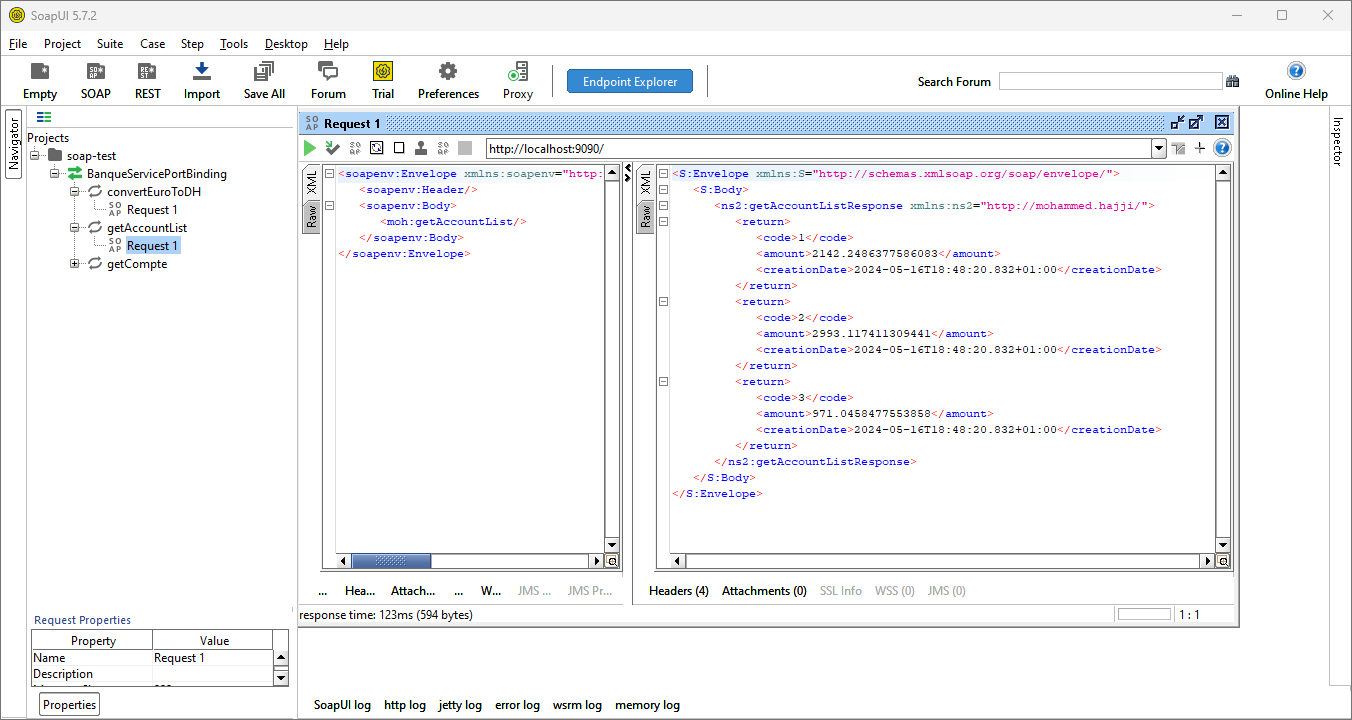 SoapUI 5.7.2
File Project Suite Case Step Tools Desktop Help
Empty SOAP REST Import Save All Forum Trial Preferences Proxy Endpoint Explorer Search Forum Online Help
Navigator
Projects
soap-test
BanqueServicePortBinding
convertEuroToDH
SOAP Request 1
getAccountList
SOAP Request 1
getCompte
Request Properties
Property Value
Name Request 1
Description
Properties
SOAP Request 1
http://localhost:9090/
XML
Raw
<soapenv:Envelope xmlns:soapenv="http:
<soapenv:Header/>
<soapenv:Body>
<moh:getAccountList/>
</soapenv:Body>
</soapenv:Envelope>
... Hea... Attach... ... W... JMS ... JMS Pr...
XML
Raw
<S:Envelope xmlns:S="http://schemas.xmlsoap.org/soap/envelope/">
<S:Body>
<ns2:getAccountListResponse xmlns:ns2="http://mohammed.hajji/">
<return>
<code>1</code>
<amount>2142.2486377586083</amount>
<creationDate>2024-05-16T18:48:20.832+01:00</creationDate>
</return>
<return>
<code>2</code>
<amount>2993.117411309441</amount>
<creationDate>2024-05-16T18:48:20.832+01:00</creationDate>
</return>
<return>
<code>3</code>
<amount>971.0458477553858</amount>
<creationDate>2024-05-16T18:48:20.832+01:00</creationDate>
</return>
</ns2:getAccountListResponse>
</S:Body>
</S:Envelope>
Headers (4) Attachments (0) SSL Info WSS (0) JMS (0)
response time: 123ms (594 bytes)
1 : 1
Inspector
SoapUI log http log jetty log error log wsrm log memory log